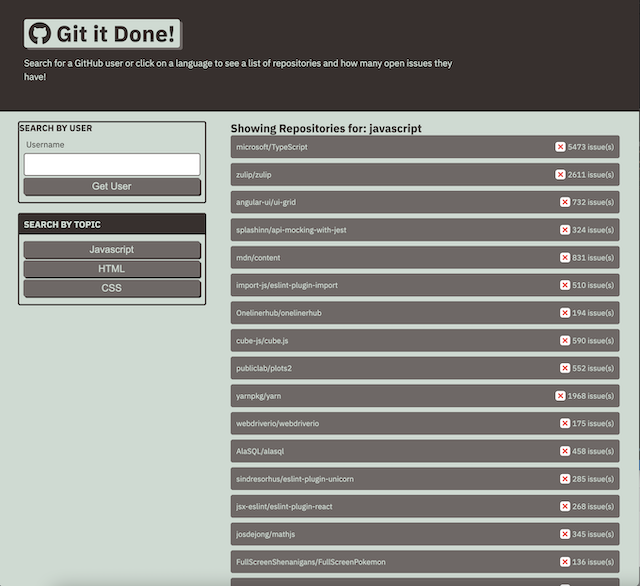 Git it Done!
Search for a GitHub user or click on a language to see a list of repositories and how many open issues they
have!
SEARCH BY USER
Username
Get User
SEARCH BY TOPIC
Javascript
HTML
CSS
Showing Repositories for: javascript
microsoft/TypeScript 5473 issue(s)
zulip/zulip 2611 issue(s)
angular-ui/ui-grid 732 issue(s)
splashinn/api-mocking-with-jest 324 issue(s)
mdn/content 831 issue(s)
import-js/eslint-plugin-import 510 issue(s)
Onelinerhub/onelinerhub 194 issue(s)
cube-js/cube.js 590 issue(s)
publiclab/plots2 552 issue(s)
yarnpkg/yarn 1968 issue(s)
webdriverio/webdriverio 175 issue(s)
AlaSQL/alasql 458 issue(s)
sindresorhus/eslint-plugin-unicorn 285 issue(s)
jsx-eslint/eslint-plugin-react 268 issue(s)
josdejong/mathjs 345 issue(s)
FullScreenShenanigans/FullScreenPokemon 136 issue(s)